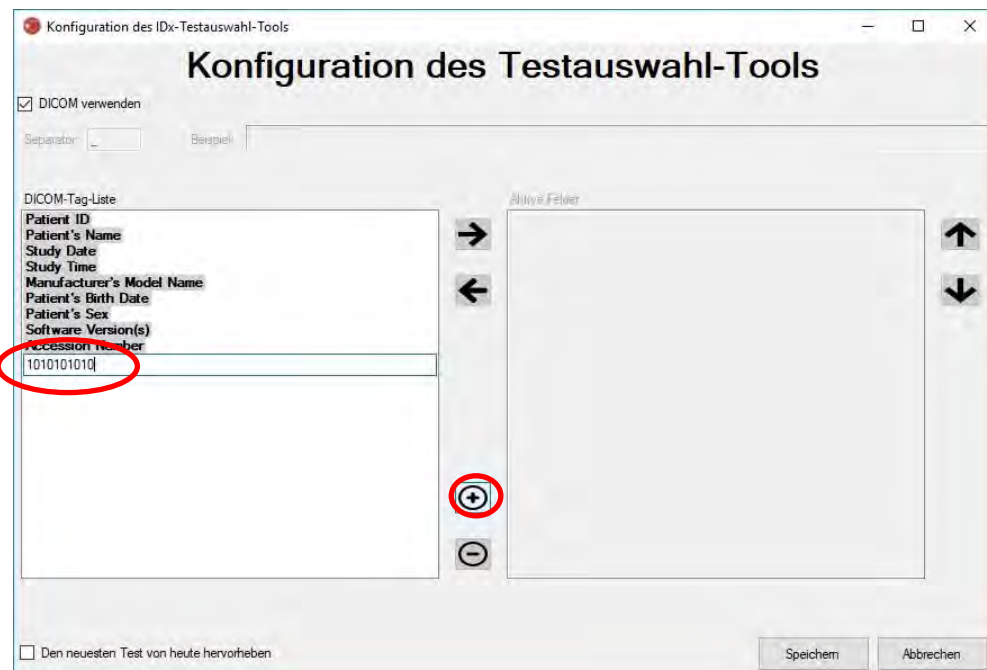 Konfiguration des IDx-Testauswahl-Tools
Konfiguration des Testauswahl-Tools
DICOM verwenden
Separator _ Beispiel
DICOM-Tag-Liste
Aktive Felder
Patient ID
Patient's Name
Study Date
Study Time
Manufacturer's Model Name
Patient's Birth Date
Patient's Sex
Software Version(s)
Accession Number
1010101010
Den neuesten Test von heute hervorheben
Speichern
Abbrechen